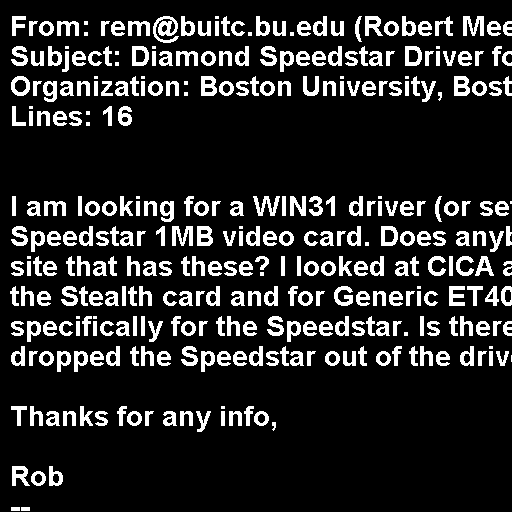 From: rem@buitc.bu.edu (Robert Mee
Subject: Diamond Speedstar Driver fo
Organization: Boston University, Bost
Lines: 16
I am looking for a WIN31 driver (or set
Speedstar 1MB video card. Does anyb
site that has these? I looked at CICA a
the Stealth card and for Generic ET40
specifically for the Speedstar. Is there
dropped the Speedstar out of the drive
Thanks for any info,
Rob
--